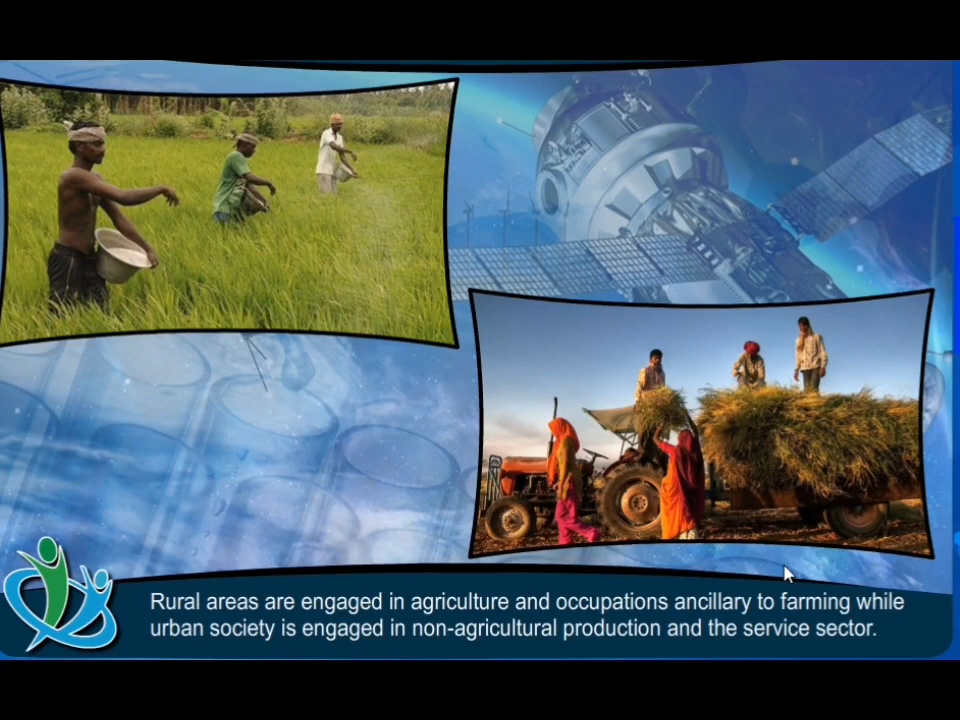 Rural areas are engaged in agriculture and occupations ancillary to farming while
urban society is engaged in non-agricultural production and the service sector.